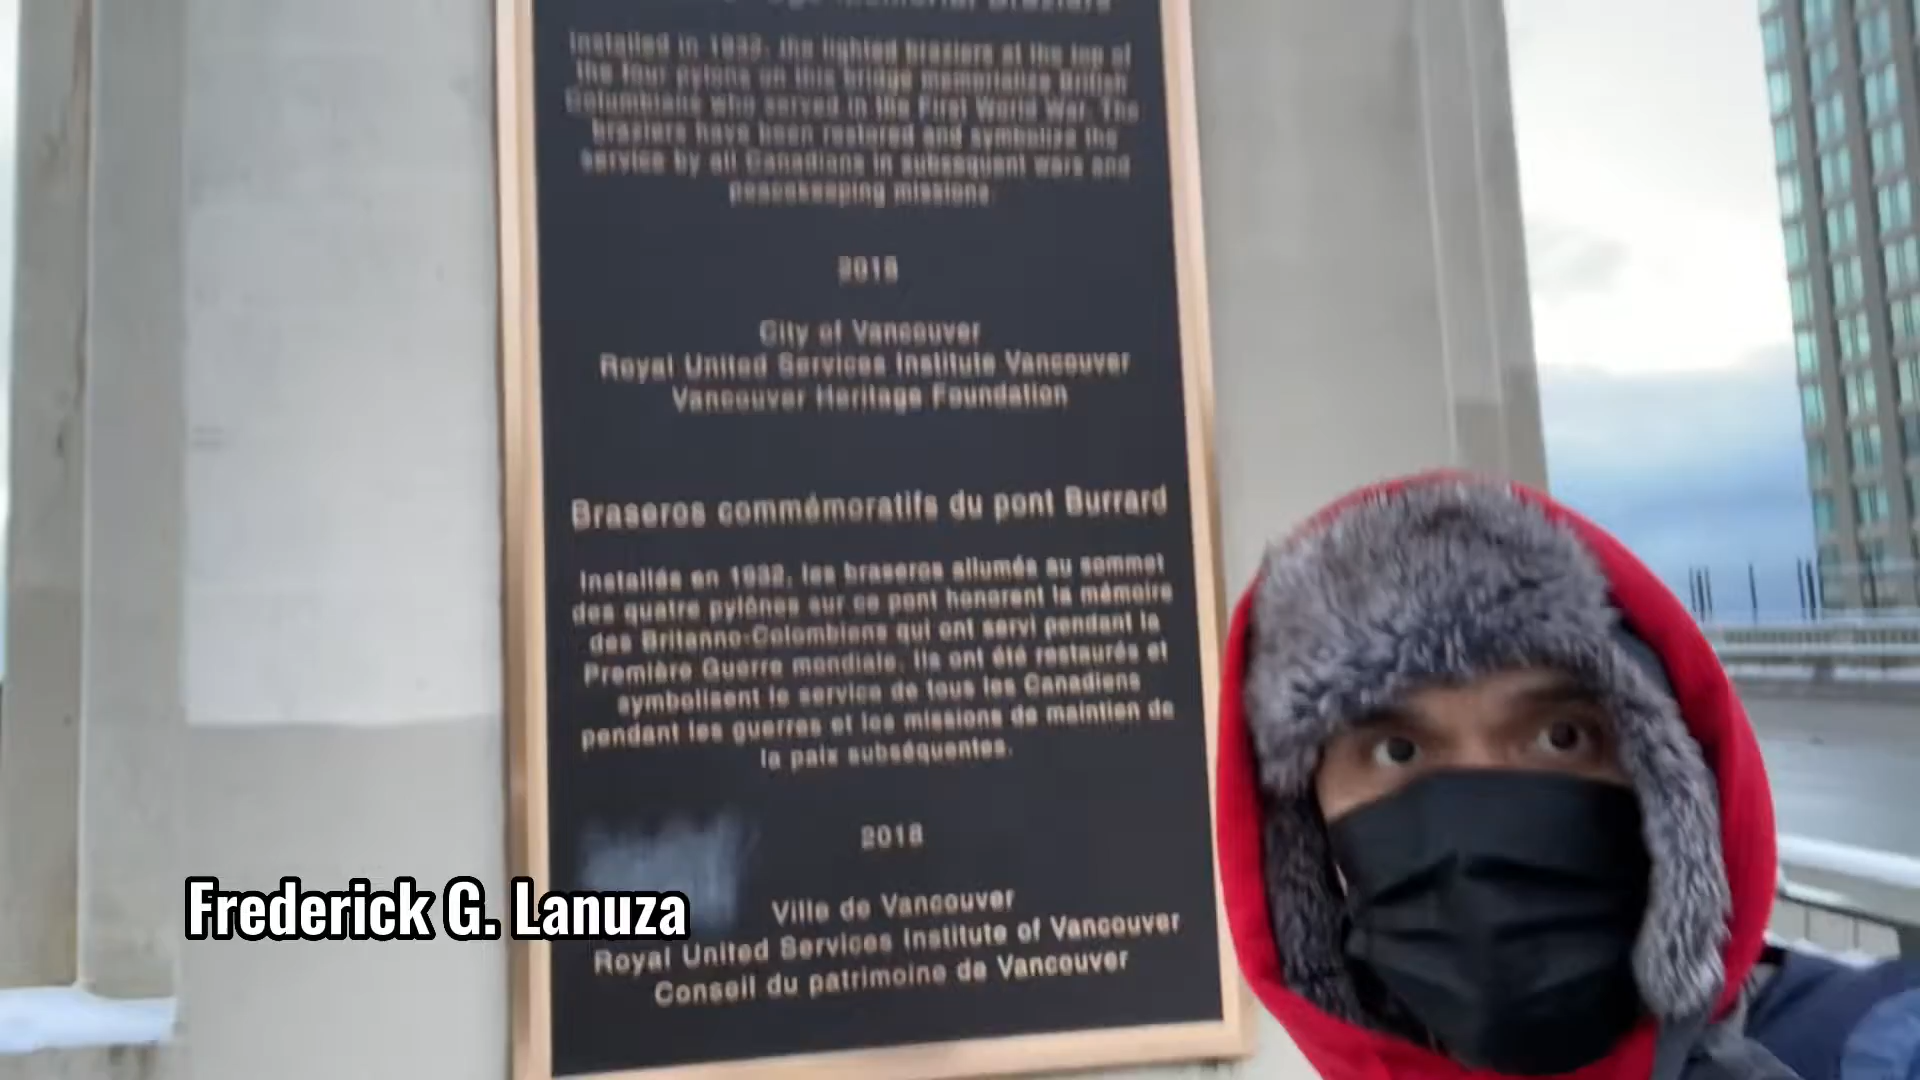 Memorial Braziers
Installed in 1932, the lighted braziers at the top of
the four pylons on this bridge memorialize British
Columbians who served in the First World War. The
braziers have been restored and symbolize the
service by all Canadians in subsequent wars and
peacekeeping missions.
2018
City of Vancouver
Royal United Services Institute Vancouver
Vancouver Heritage Foundation
Braseros commémoratifs du pont Burrard
Installés en 1932, les braseros allumés au sommet
des quatre pylônes sur ce pont honorent la mémoire
des Britanno-Colombiens qui ont servi pendant la
Première Guerre mondiale. Ils ont été restaurés et
symbolisent le service de tous les Canadiens
pendant les guerres et les missions de maintien de
la paix subséquentes.
2018
Ville de Vancouver
Royal United Services Institute of Vancouver
Conseil du patrimoine de Vancouver
Frederick G. Lanuza